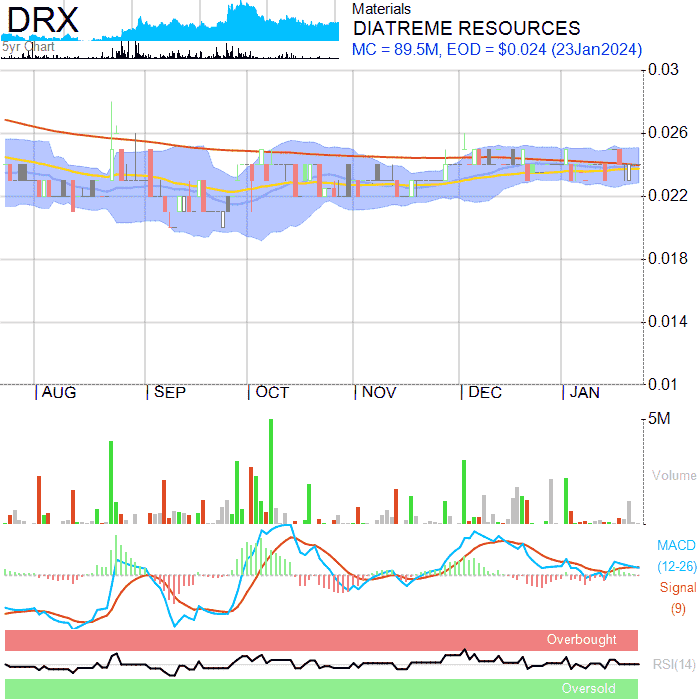 DRX
5yr Chart
Materials
DIATREME RESOURCES
MC = 89.5M, EOD = $0.024 (23Jan2024)
0.03
0.026
0.022
0.018
0.014
0.01
AUG SEP OCT NOV DEC JAN
5M
Volume
MACD
(12-26)
Signal
(9)
Overbought
RSI(14)
Oversold